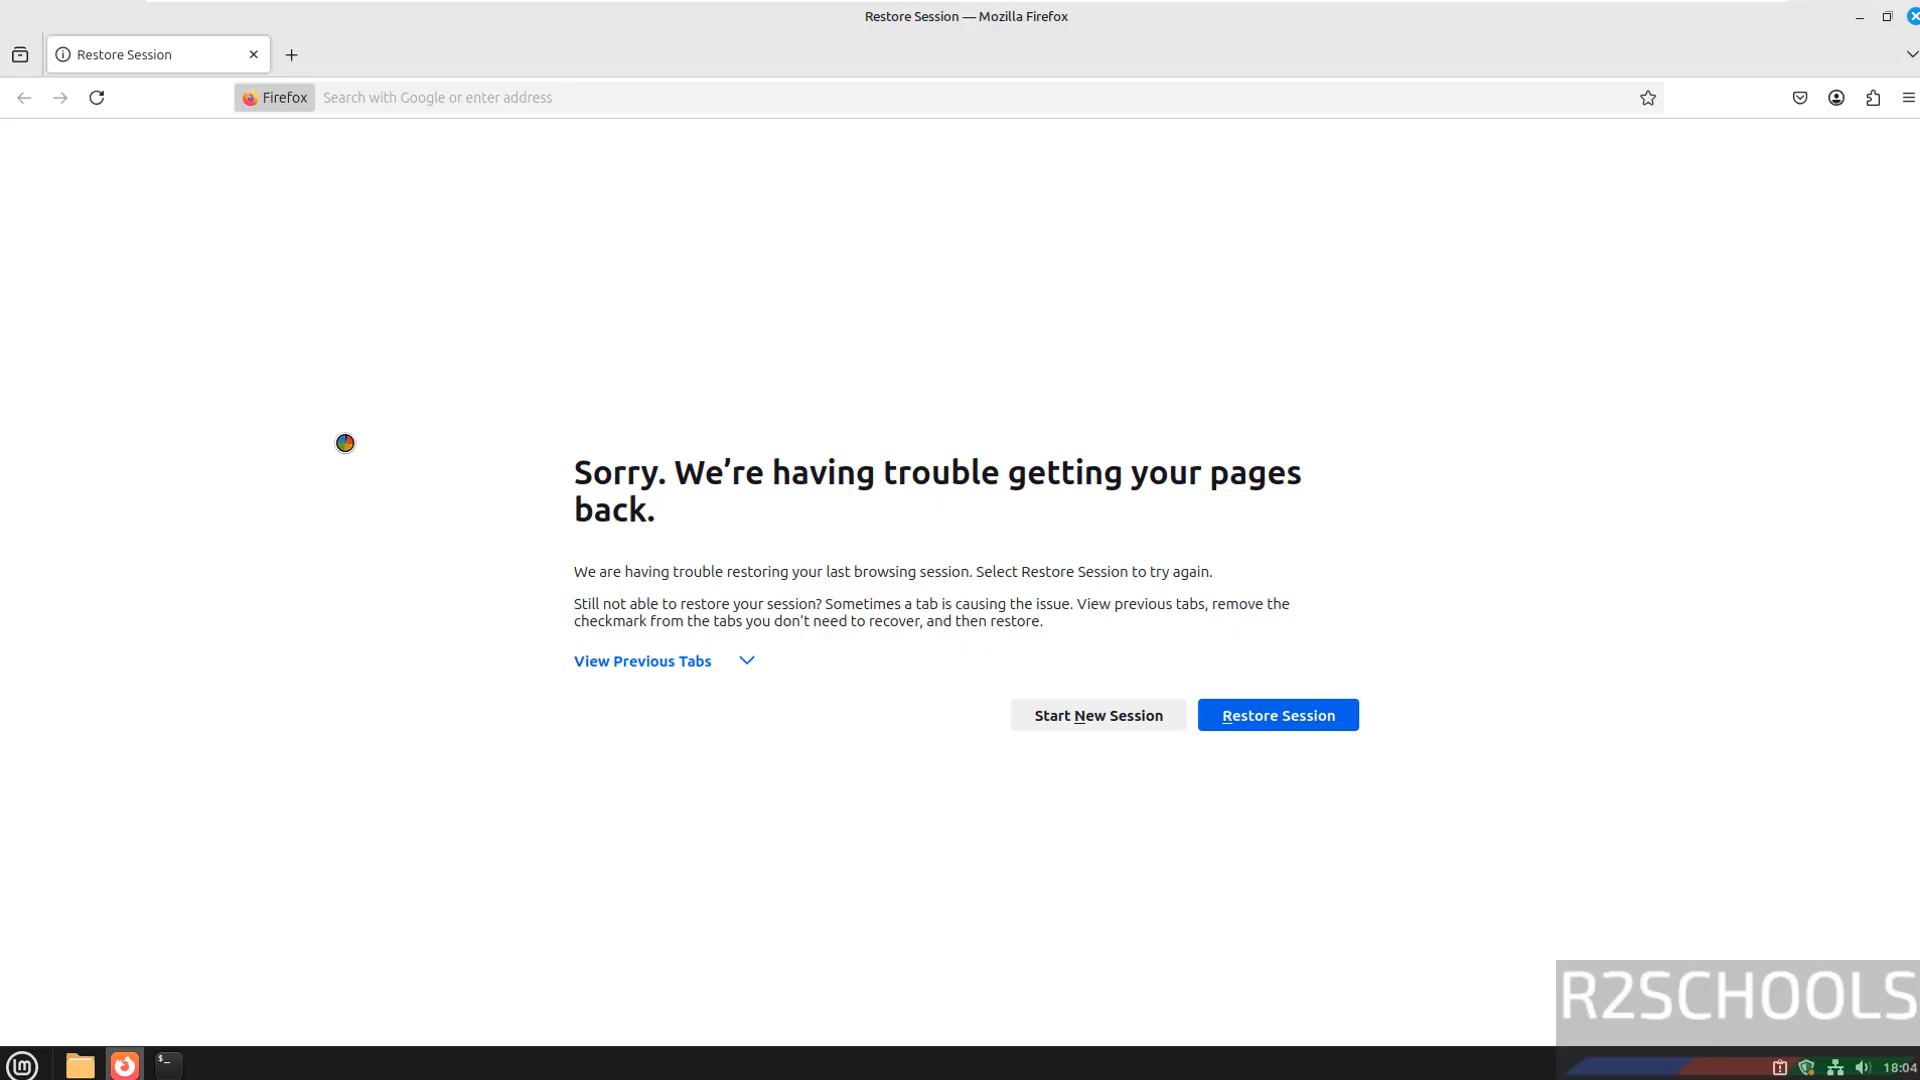 Restore Session — Mozilla Firefox
Restore Session
Firefox
Search with Google or enter address
Sorry. We’re having trouble getting your pages
back.
We are having trouble restoring your last browsing session. Select Restore Session to try again.
Still not able to restore your session? Sometimes a tab is causing the issue. View previous tabs, remove the
checkmark from the tabs you don’t need to recover, and then restore.
View Previous Tabs
Start New Session
Restore Session
R2SCHOOLS
18:04